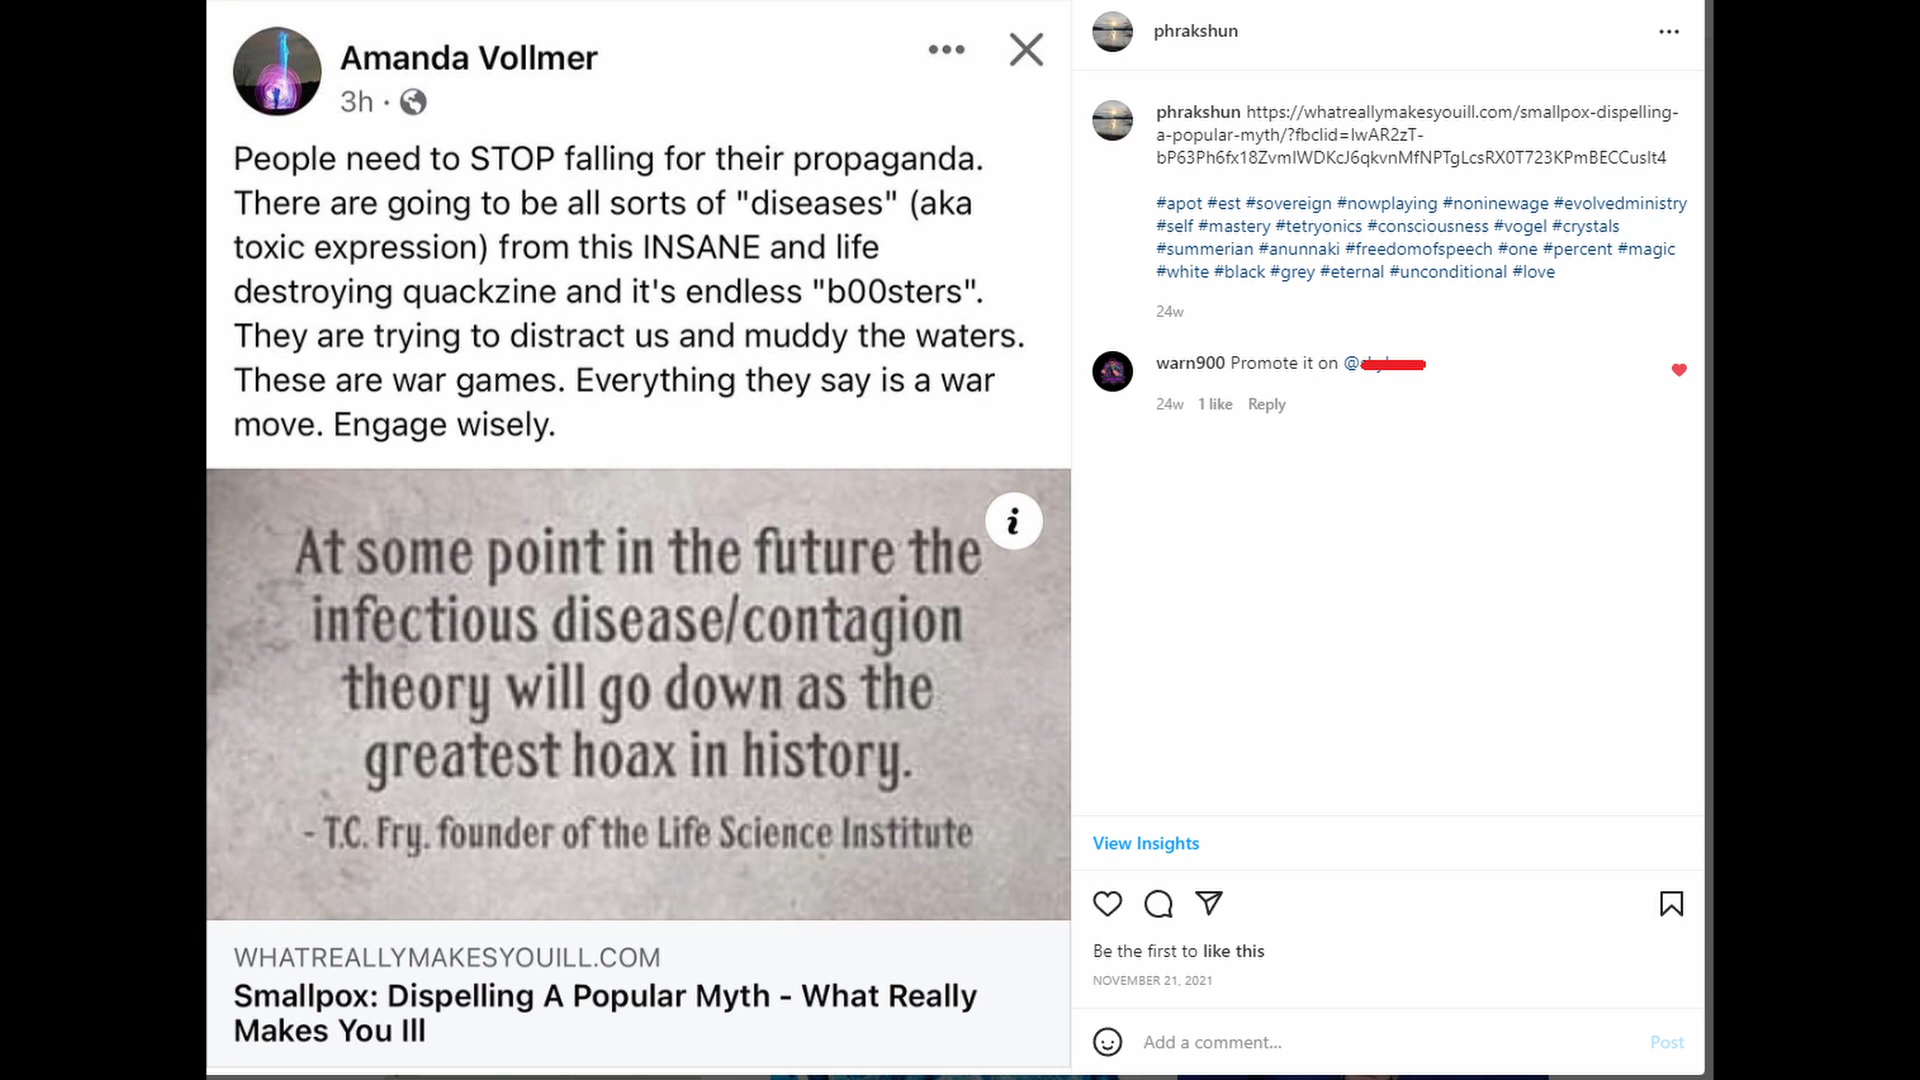 Amanda Vollmer
3h ·
People need to STOP falling for their propaganda.
There are going to be all sorts of "diseases" (aka
toxic expression) from this INSANE and life
destroying quackzine and it's endless "b00sters".
They are trying to distract us and muddy the waters.
These are war games. Everything they say is a war
move. Engage wisely.
At some point in the future the
infectious disease/contagion
theory will go down as the
greatest hoax in history.
- T.C. Fry, founder of the Life Science Institute
WHATREALLYMAKESYOUILL.COM
Smallpox: Dispelling A Popular Myth - What Really
Makes You Ill
phrakshun
phrakshun https://whatreallymakesyouill.com/smallpox-dispelling-
a-popular-myth/?fbclid=IwAR2zT-
bP63Ph6fx18ZvmIWDKcJ6qkvnMfNPTgLcsRX0T723KPmBECCuslt4
#apot #est #sovereign #nowplaying #noninewage #evolvedministry
#self #mastery #tetryonics #consciousness #vogel #crystals
#summerian #anunnaki #freedomofspeech #one #percent #magic
#white #black #grey #eternal #unconditional #love
24w
warn900 Promote it on @
24w 1 like Reply
View Insights
Be the first to like this
NOVEMBER 21, 2021
Add a comment... Post